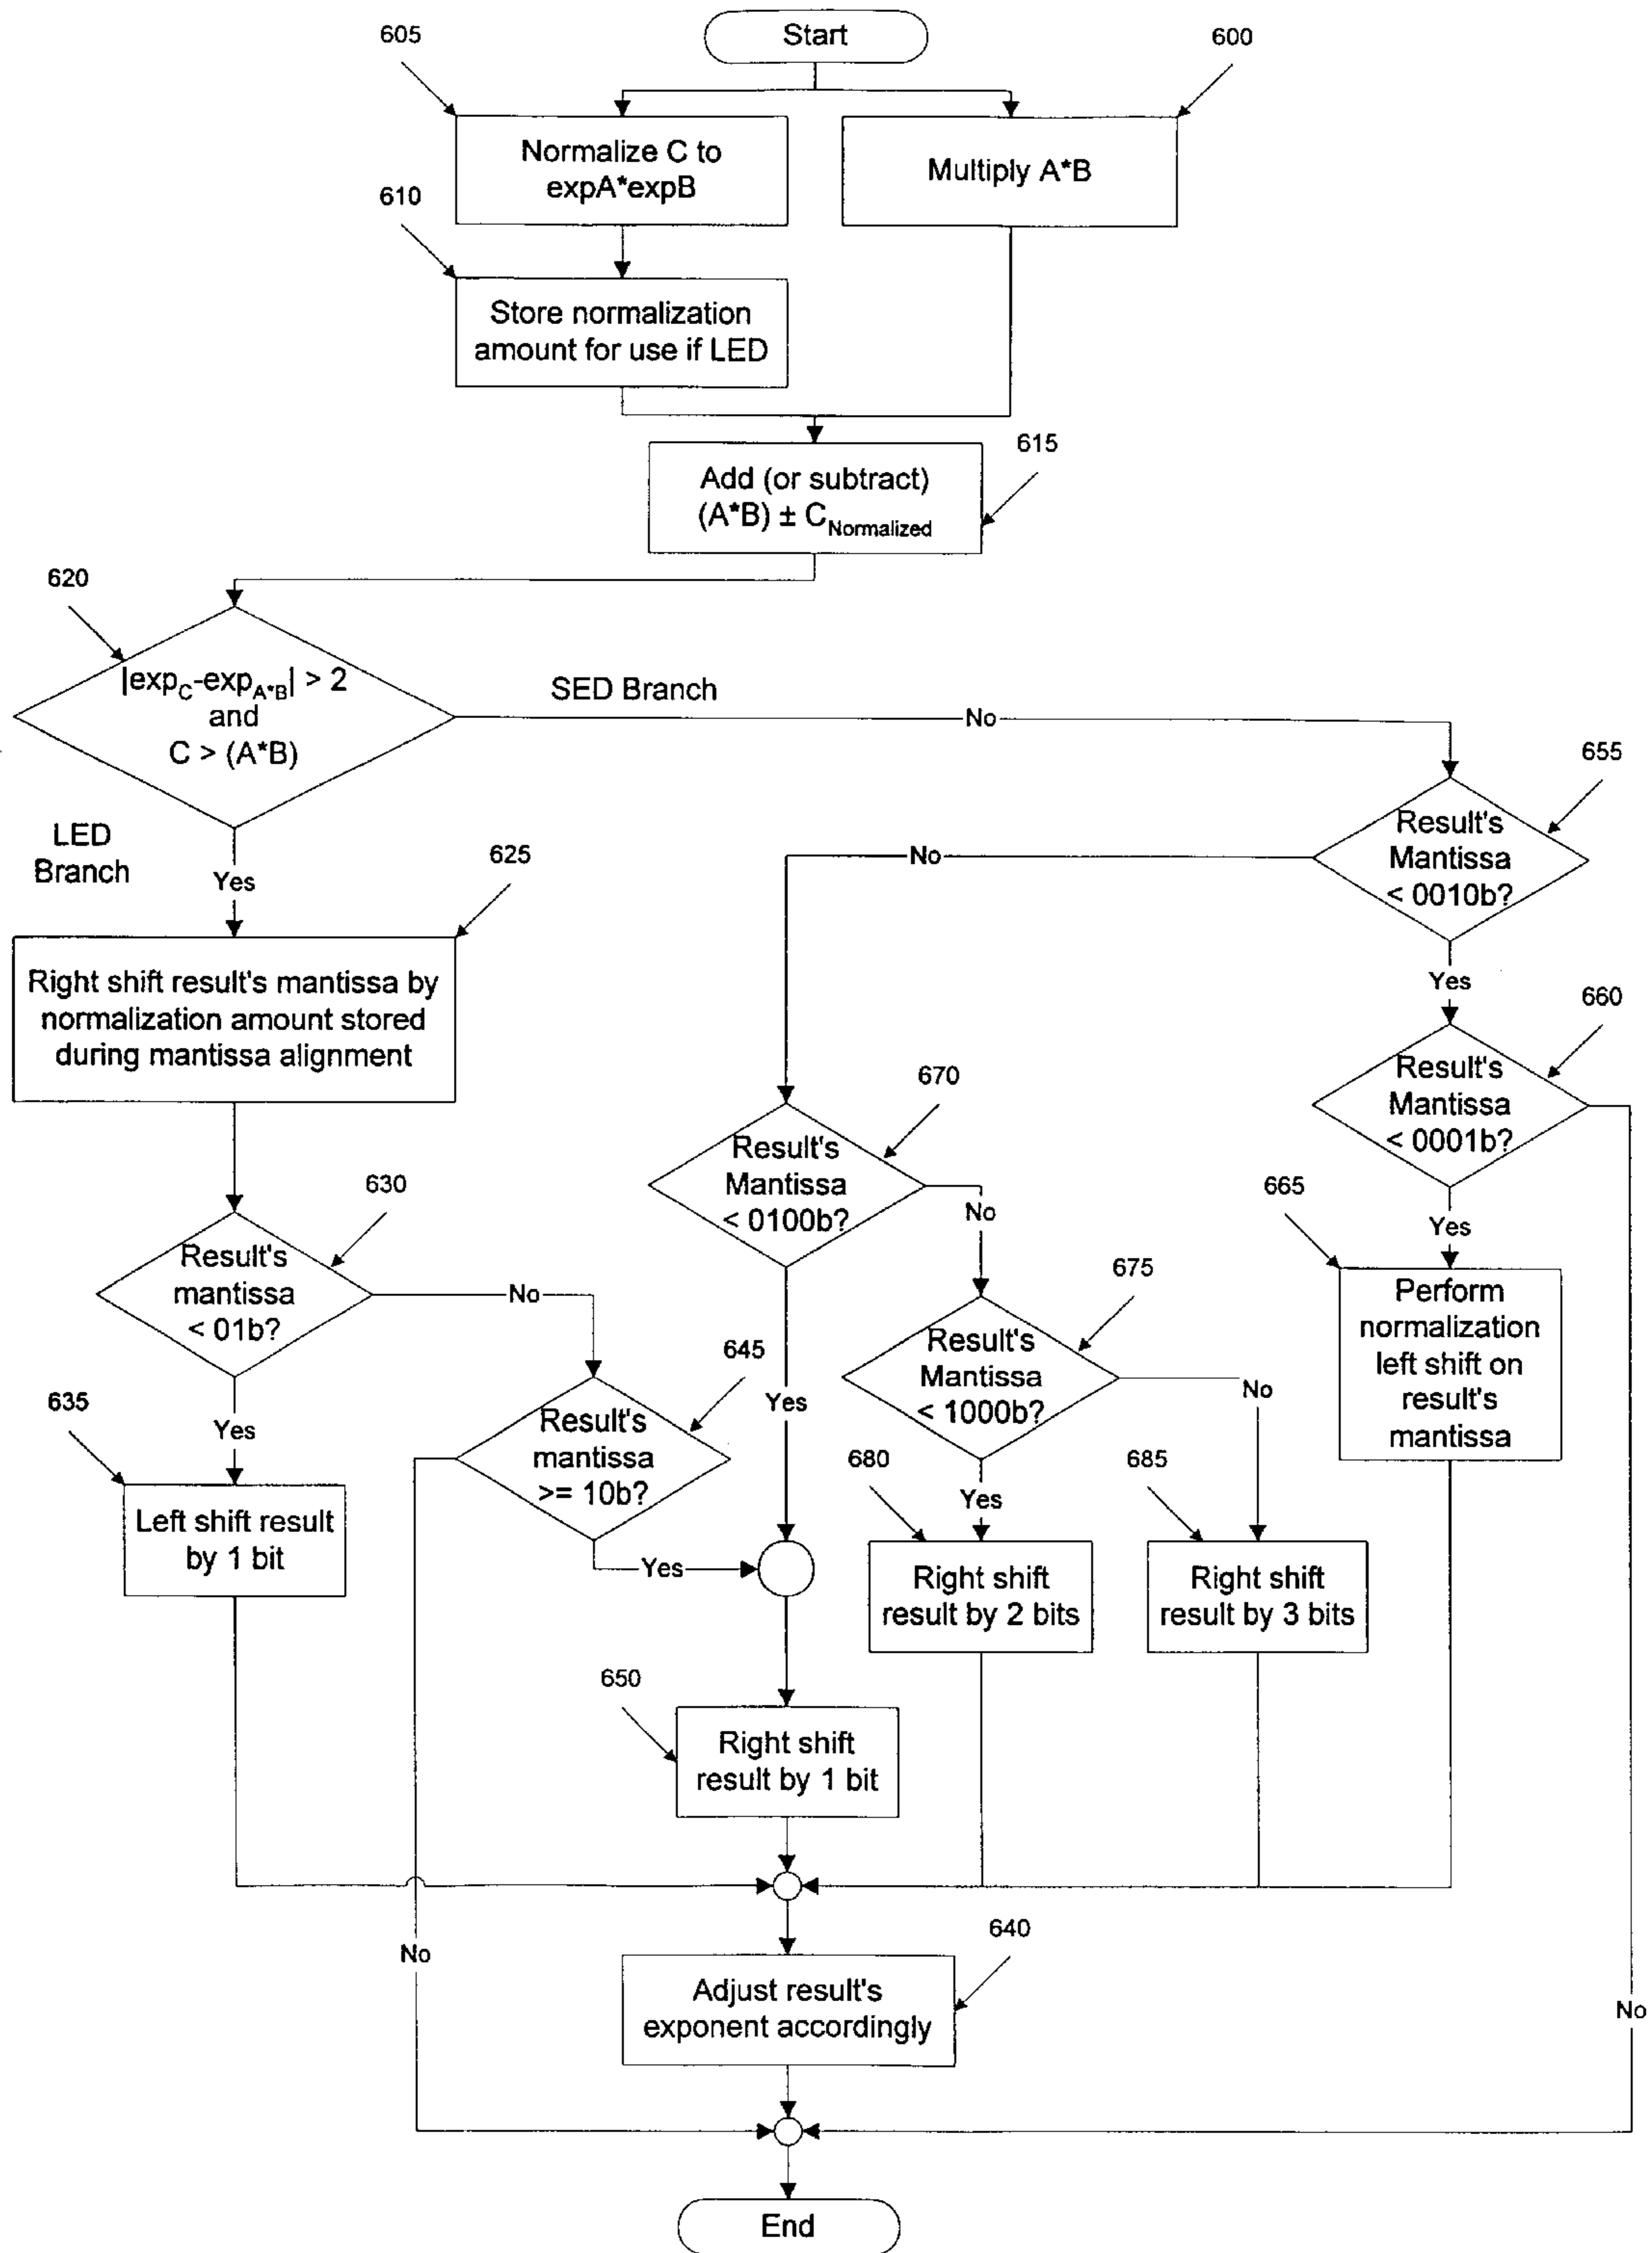 Start
605
600
Normalize C to
expA*expB
Multiply A*B
610
Store normalization
amount for use if LED
615
Add (or subtract)
(A*B) ± CNormalized
620
|expC-expA*B| > 2
and
C > (A*B)
SED Branch
No
655
Result's
Mantissa
< 0010b?
LED
Branch
Yes
625
No
Yes
660
Right shift result's mantissa by
normalization amount stored
during mantissa alignment
670
Result's
Mantissa
< 0001b?
Result's
Mantissa
< 0100b?
No
665
Yes
630
Result's
mantissa
< 01b?
No
675
Result's
Mantissa
< 1000b?
No
Perform
normalization
left shift on
result's
mantissa
645
Yes
635
Yes
Result's
mantissa
>= 10b?
680
685
Yes
Left shift result
by 1 bit
Yes
Right shift
result by 2 bits
Right shift
result by 3 bits
650
Right shift
result by 1 bit
No
640
Adjust result's
exponent accordingly
No
End